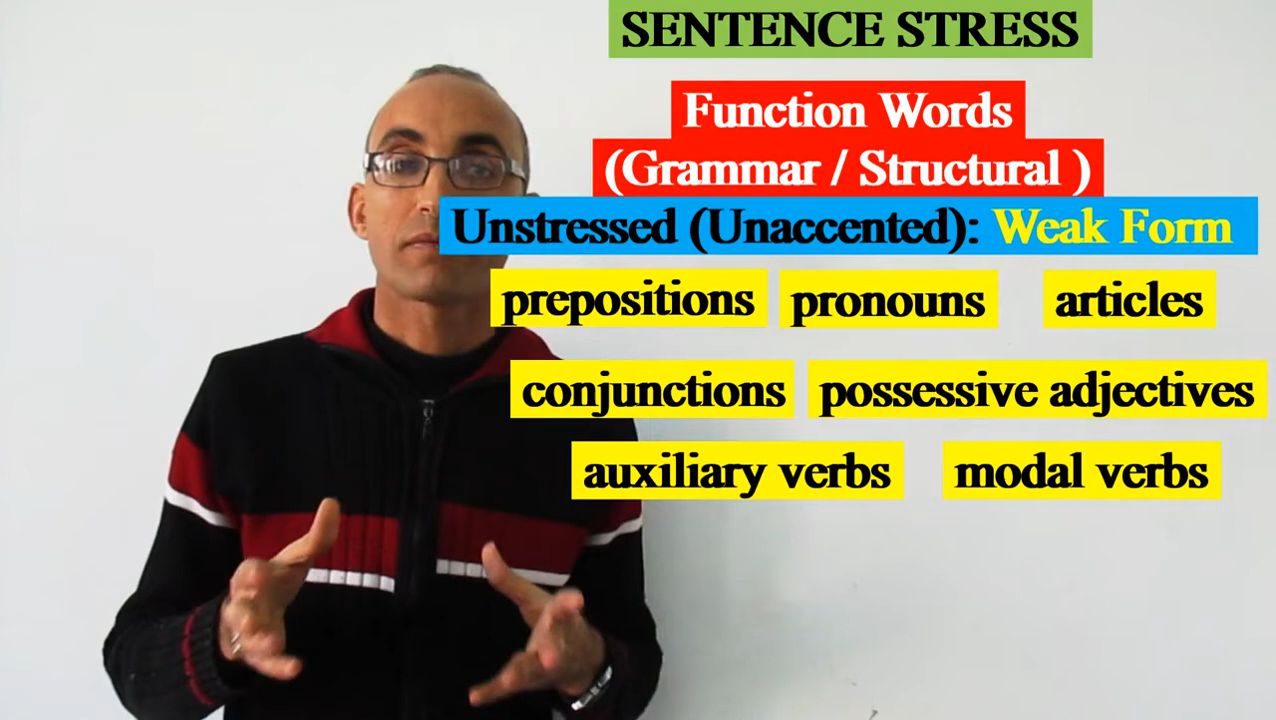 SENTENCE STRESS
Function Words
(Grammar / Structural )
Unstressed (Unaccented): Weak Form
prepositions pronouns articles
conjunctions possessive adjectives
auxiliary verbs modal verbs